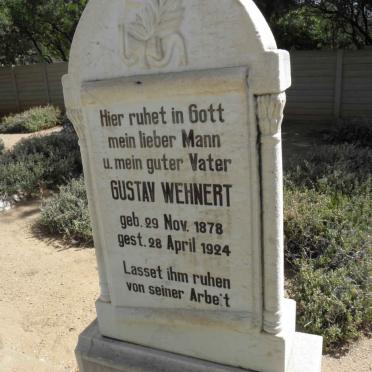 Hier ruhet in Gott
mein lieber Mann
u. mein guter Vater
GUSTAV WEHNERT
geb. 29 Nov. 1878
gest. 28 April 1924
Lasset ihm ruhen
von seiner Arbeit